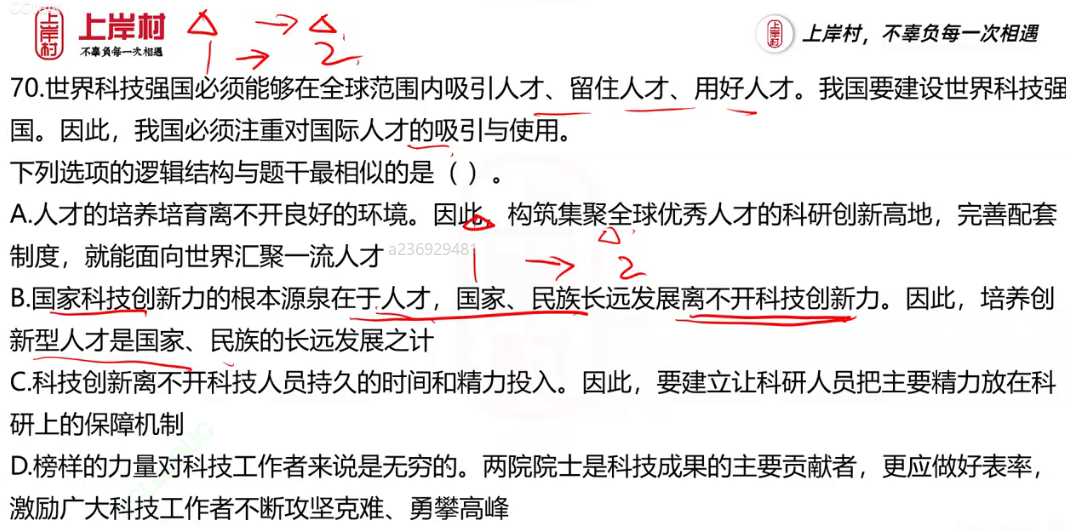 上岸村
不辜负每一次相遇
△ → △
1 → 2
上岸村
上岸村，不辜负每一次相遇
70.世界科技强国必须能够在全球范围内吸引人才、留住人才、用好人才。我国要建设世界科技强
国。因此，我国必须注重对国际人才的吸引与使用。
下列选项的逻辑结构与题干最相似的是（ ）。
A.人才的培养培育离不开良好的环境。因此，构筑集聚全球优秀人才的科研创新高地，完善配套
制度，就能面向世界汇聚一流人才
a236929481
△ △
1 → 2
B.国家科技创新力的根本源泉在于人才，国家、民族长远发展离不开科技创新力。因此，培养创
新型人才是国家、民族的长远发展之计
C.科技创新离不开科技人员持久的时间和精力投入。因此，要建立让科研人员把主要精力放在科
研上的保障机制
D.榜样的力量对科技工作者来说是无穷的。两院院士是科技成果的主要贡献者，更应做好表率，
激励广大科技工作者不断攻坚克难、勇攀高峰